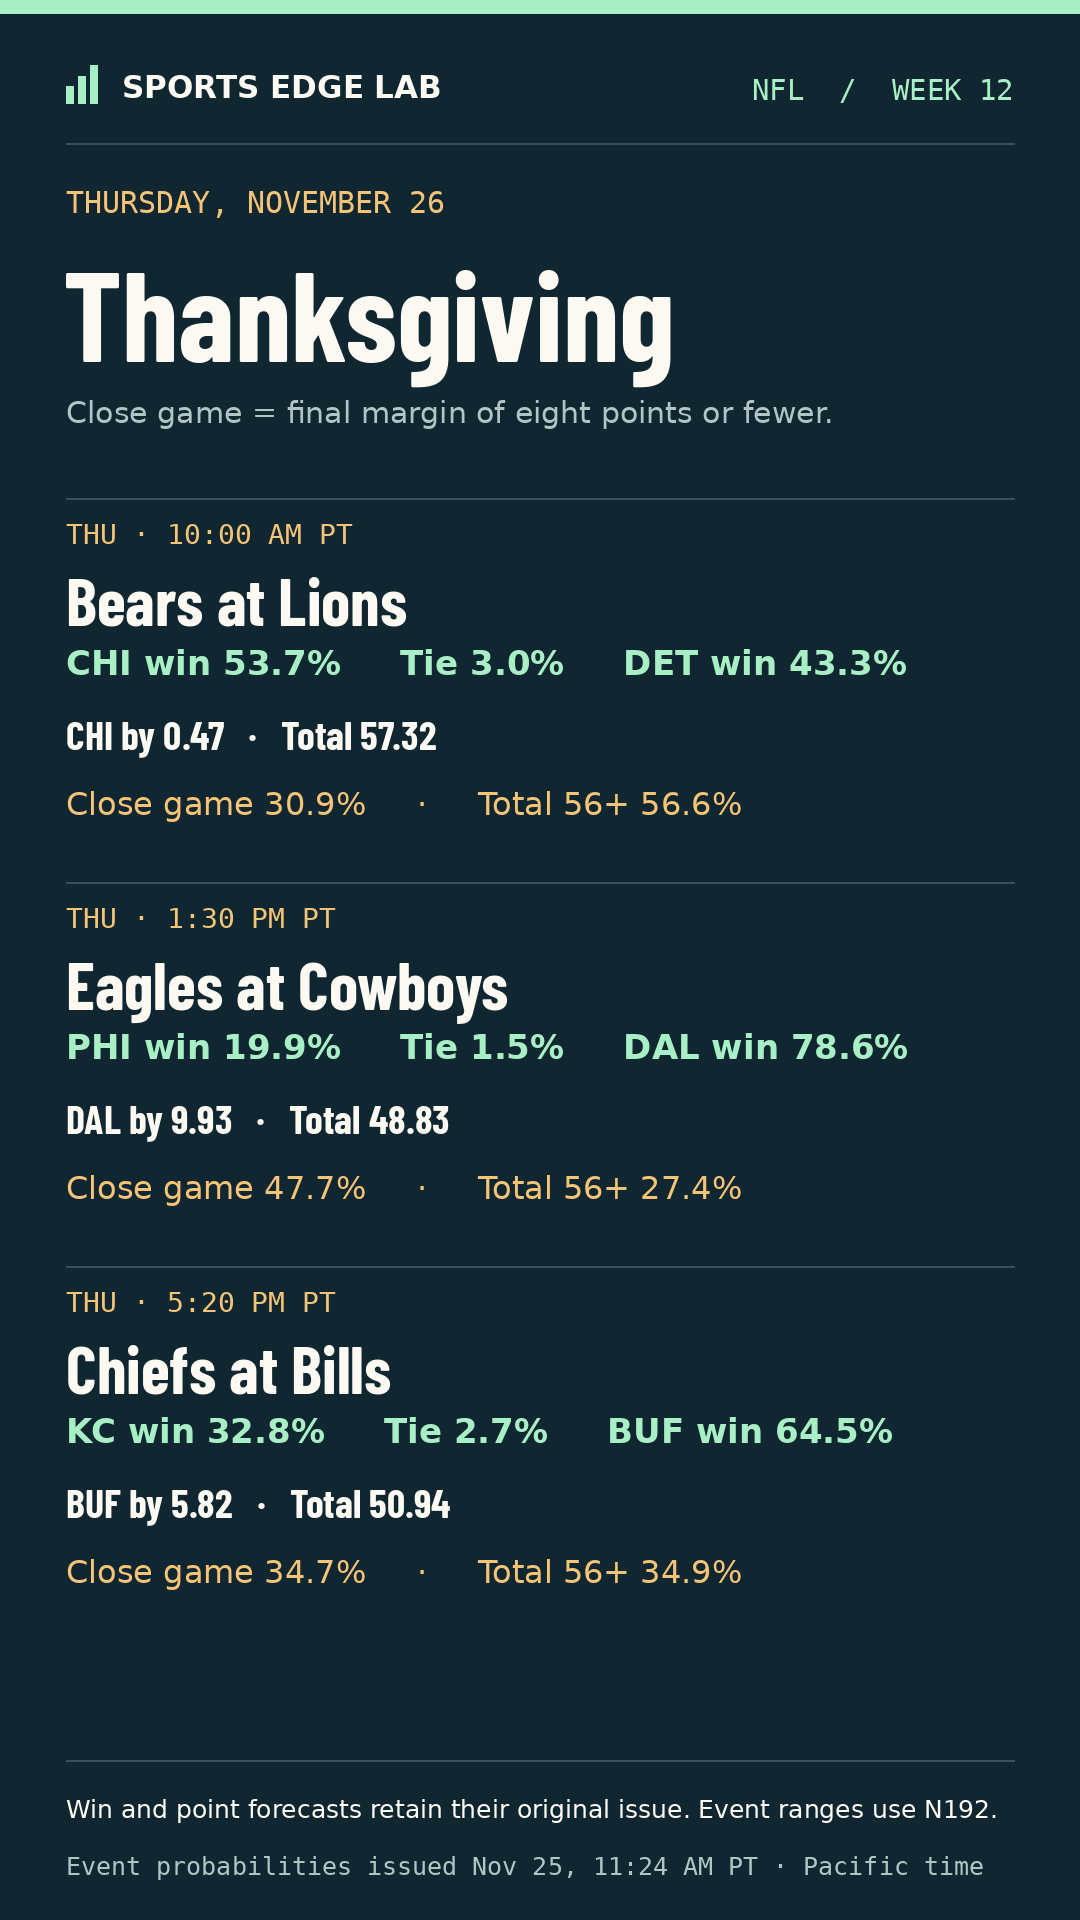 SPORTS EDGE LAB
NFL / WEEK 12
THURSDAY, NOVEMBER 26
Thanksgiving
Close game = final margin of eight points or fewer.
THU · 10:00 AM PT
Bears at Lions
CHI win 53.7% Tie 3.0% DET win 43.3%
CHI by 0.47 · Total 57.32
Close game 30.9% · Total 56+ 56.6%
THU · 1:30 PM PT
Eagles at Cowboys
PHI win 19.9% Tie 1.5% DAL win 78.6%
DAL by 9.93 · Total 48.83
Close game 47.7% · Total 56+ 27.4%
THU · 5:20 PM PT
Chiefs at Bills
KC win 32.8% Tie 2.7% BUF win 64.5%
BUF by 5.82 · Total 50.94
Close game 34.7% · Total 56+ 34.9%
Win and point forecasts retain their original issue. Event ranges use N192.
Event probabilities issued Nov 25, 11:24 AM PT · Pacific time